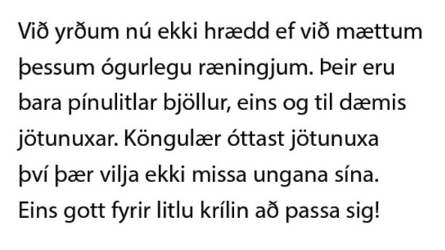 Við yrðum nú ekki hrædd ef við mættum
þessum ógurlegu ræningjum. Þeir eru
bara pínulitlar bjöllur, eins og til dæmis
jötunuxar. Köngulær óttast jötunuxa
því þær vilja ekki missa ungana sína.
Eins gott fyrir litlu krílin að passa sig!